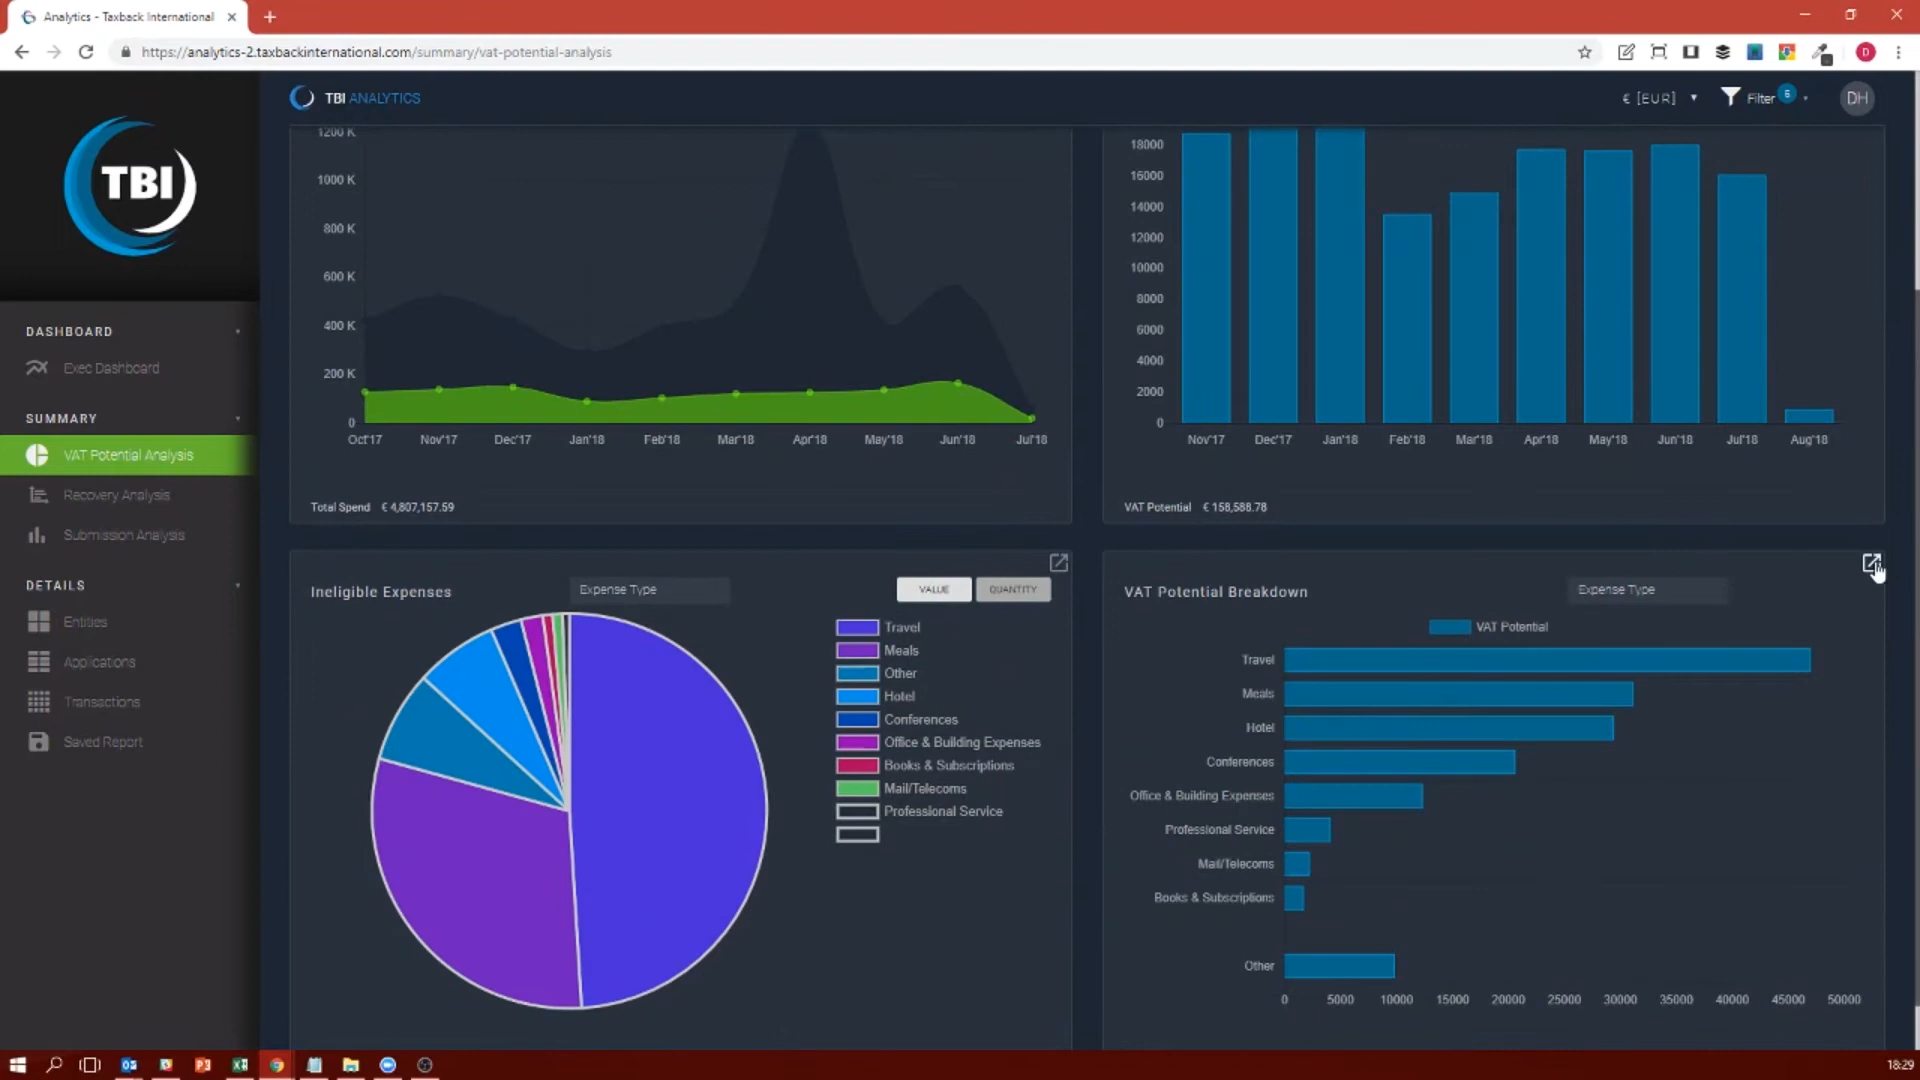 Analytics - Taxback International
https://analytics-2.taxbackinternational.com/summary/vat-potential-analysis
D
TBI ANALYTICS
€ [EUR]
Filter 5
DH
TBI
DASHBOARD
Exec Dashboard
SUMMARY
VAT Potential Analysis
Recovery Analysis
Submission Analysis
DETAILS
Entities
Applications
Transactions
Saved Report
1200 K
1000 K
800 K
600 K
400 K
200 K
0
Oct'17 Nov'17 Dec'17 Jan'18 Feb'18 Mar'18 Apr'18 May'18 Jun'18 Jul'18
Total Spend € 4,807,157.59
18000
16000
14000
12000
10000
8000
6000
4000
2000
0
Nov'17 Dec'17 Jan'18 Feb'18 Mar'18 Apr'18 May'18 Jun'18 Jul'18 Aug'18
VAT Potential € 158,588.78
Ineligible Expenses
Expense Type
VALUE
QUANTITY
Travel
Meals
Other
Hotel
Conferences
Office & Building Expenses
Books & Subscriptions
Mail/Telecoms
Professional Service
VAT Potential Breakdown
Expense Type
VAT Potential
Travel
Meals
Hotel
Conferences
Office & Building Expenses
Professional Service
Mail/Telecoms
Books & Subscriptions
Other
0 5000 10000 15000 20000 25000 30000 35000 40000 45000 50000
18:29